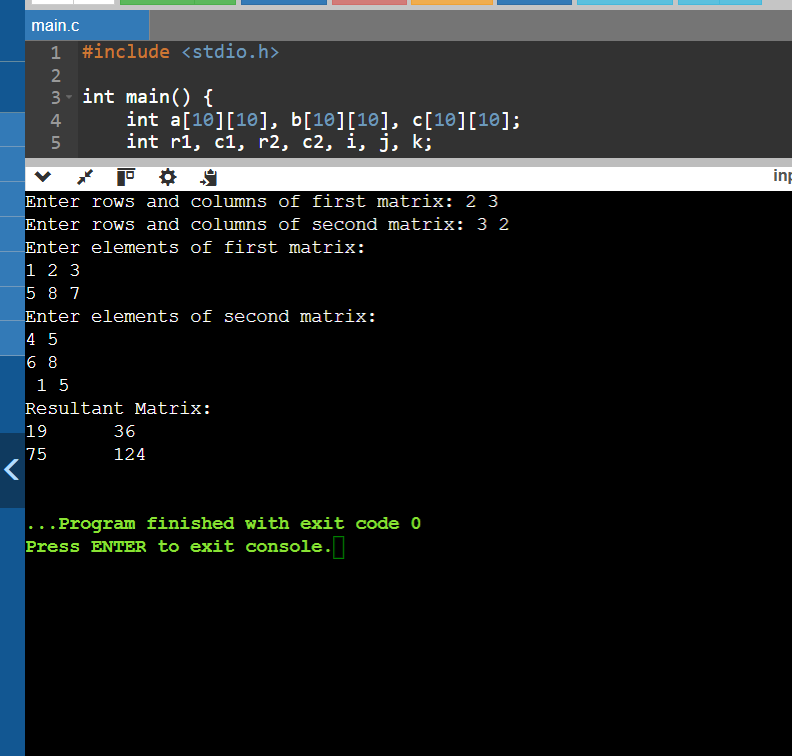 main.c
1 #include <stdio.h>
2
3 int main() {
4     int a[10][10], b[10][10], c[10][10];
5     int r1, c1, r2, c2, i, j, k;
inp
Enter rows and columns of first matrix: 2 3
Enter rows and columns of second matrix: 3 2
Enter elements of first matrix:
1 2 3
5 8 7
Enter elements of second matrix:
4 5
6 8
 1 5
Resultant Matrix:
19      36
75      124
...Program finished with exit code 0
Press ENTER to exit console.